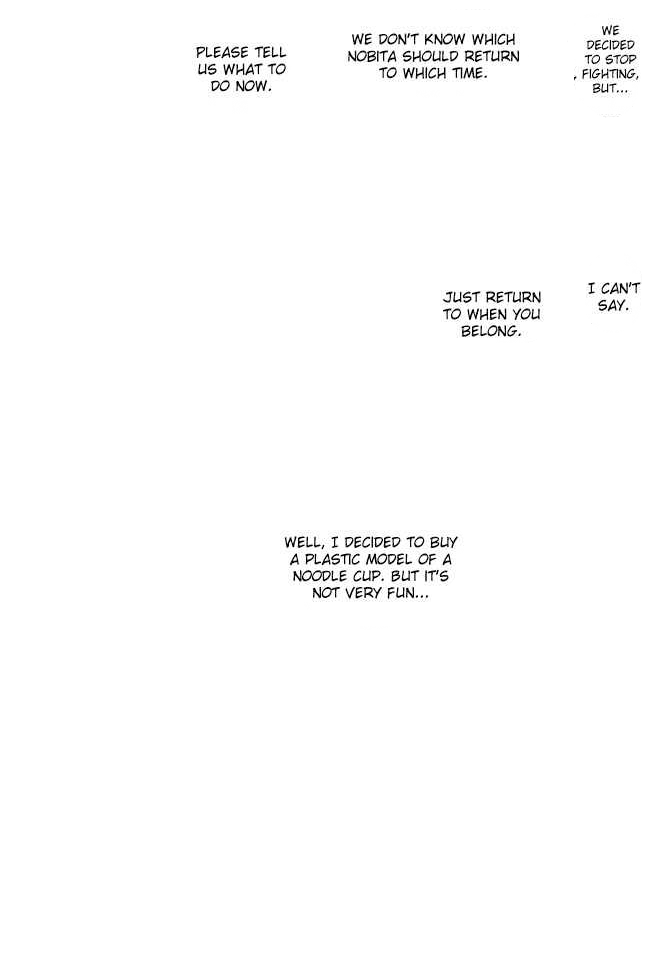 WE
DECIDED
TO STOP
, FIGHTING,
BUT...
WE DON'T KNOW WHICH
NOBITA SHOULD RETURN
TO WHICH TIME.
PLEASE TELL
US WHAT TO
DO NOW.
I CAN'T
SAY.
JUST RETURN
TO WHEN YOU
BELONG.
WELL, I DECIDED TO BUY
A PLASTIC MODEL OF A
NOODLE CUP. BUT IT'S
NOT VERY FUN...